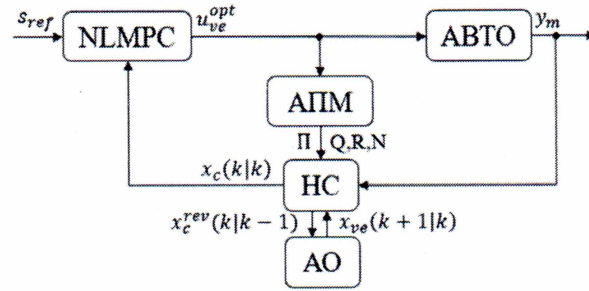 s_ref
u_ve^opt
y_m
NLMPC
АВТО
АПМ
П Q,R,N
x_c(k|k)
НС
x_c^rev(k|k−1) x_ve(k+1|k)
АО